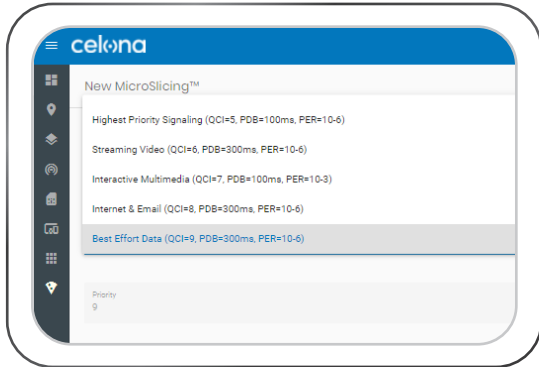 celona
New MicroSlicing™
Highest Priority Signaling (QCI=5, PDB=100ms, PER=10-6)
Streaming Video (QCI=6, PDB=300ms, PER=10-6)
Interactive Multimedia (QCI=7, PDB=100ms, PER=10-3)
Internet & Email (QCI=8, PDB=300ms, PER=10-6)
Best Effort Data (QCI=9, PDB=300ms, PER=10-6)
Priority
9